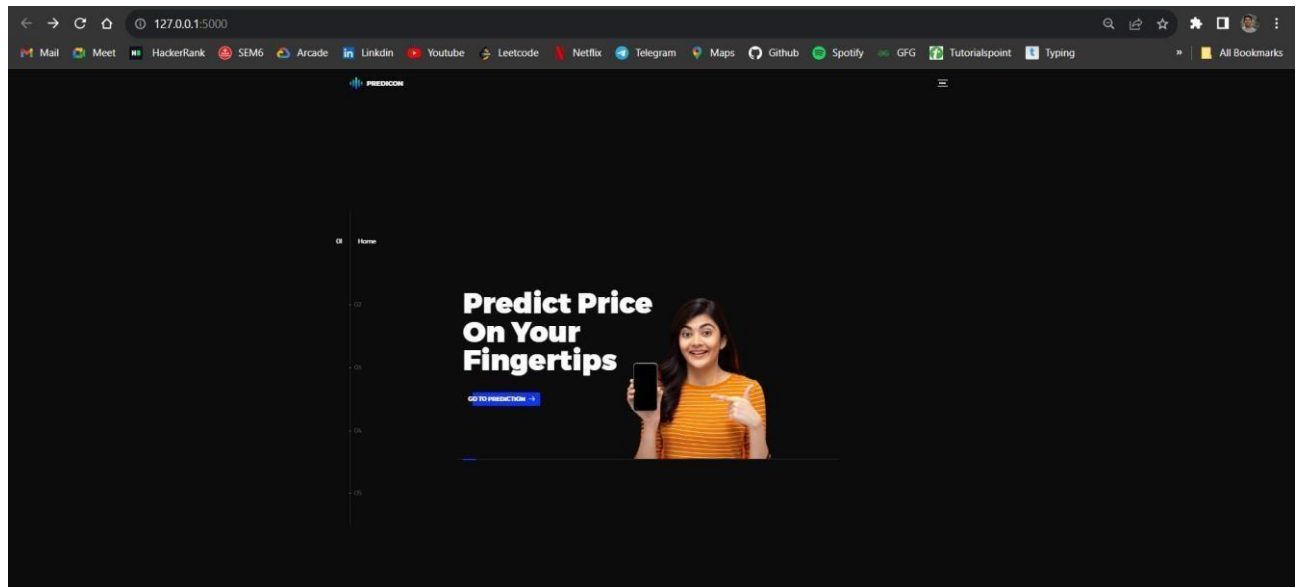 127.0.0.1:5000
Mail Meet HackerRank SEM6 Arcade Linkdin Youtube Leetcode Netflix Telegram Maps Github Spotify GFG Tutorialspoint Typing » All Bookmarks
PREDICON
01 Home
02
03
04
05
Predict Price
On Your
Fingertips
GO TO PREDICTION →